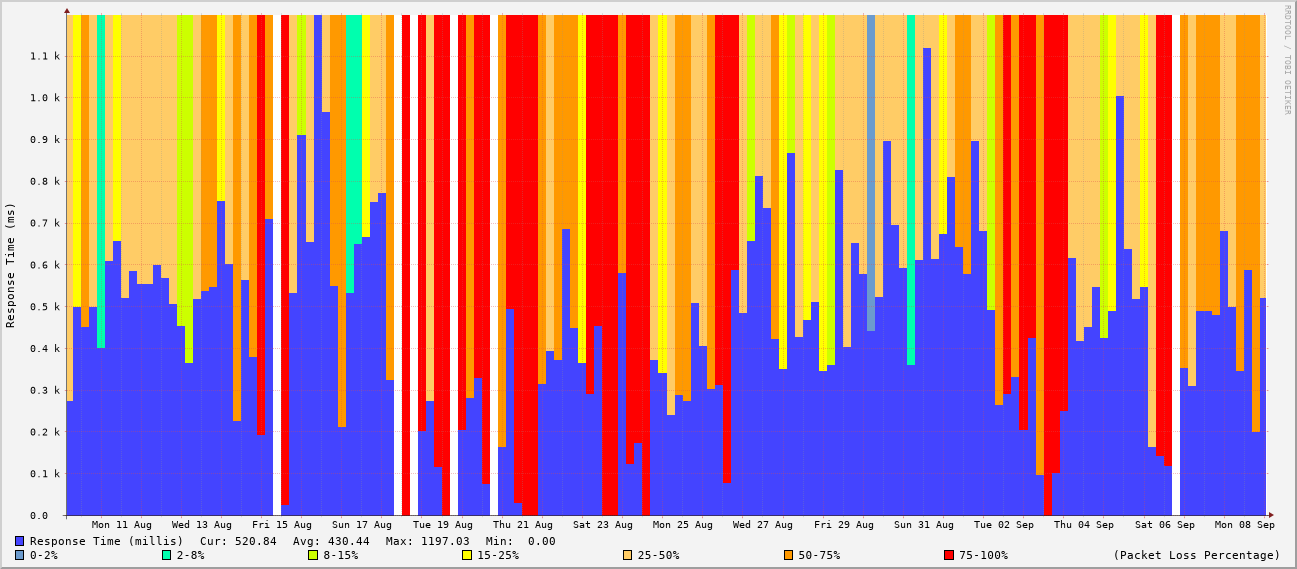 RRDTOOL / TOBI OETIKER
Response Time (ms)
1.1 k
1.0 k
0.9 k
0.8 k
0.7 k
0.6 k
0.5 k
0.4 k
0.3 k
0.2 k
0.1 k
0.0
Mon 11 Aug Wed 13 Aug Fri 15 Aug Sun 17 Aug Tue 19 Aug Thu 21 Aug Sat 23 Aug Mon 25 Aug Wed 27 Aug Fri 29 Aug Sun 31 Aug Tue 02 Sep Thu 04 Sep Sat 06 Sep Mon 08 Sep
Response Time (millis) Cur: 520.84 Avg: 430.44 Max: 1197.03 Min: 0.00
0-2% 2-8% 8-15% 15-25% 25-50% 50-75% 75-100% (Packet Loss Percentage)